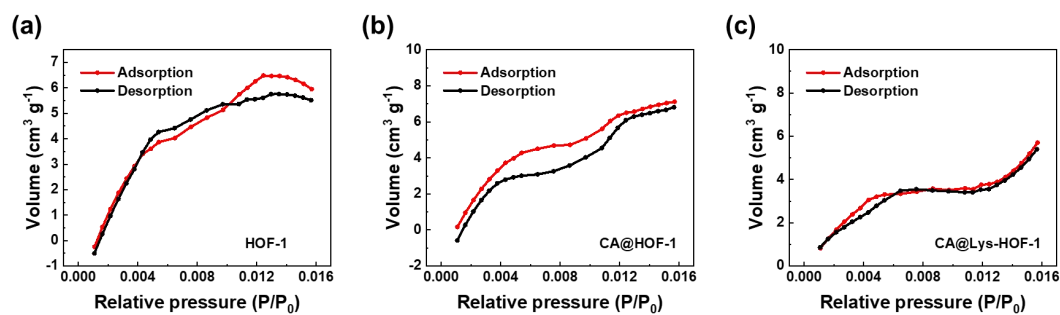 (a)
Volume (cm³ g⁻¹)
7
6
5
4
3
2
1
0
-1
Adsorption
Desorption
HOF-1
0.000 0.004 0.008 0.012 0.016
Relative pressure (P/P₀)
(b)
Volume (cm³ g⁻¹)
10
8
6
4
2
0
-2
Adsorption
Desorption
CA@HOF-1
0.000 0.004 0.008 0.012 0.016
Relative pressure (P/P₀)
(c)
Volume (cm³ g⁻¹)
10
8
6
4
2
0
Adsorption
Desorption
CA@Lys-HOF-1
0.000 0.004 0.008 0.012 0.016
Relative pressure (P/P₀)